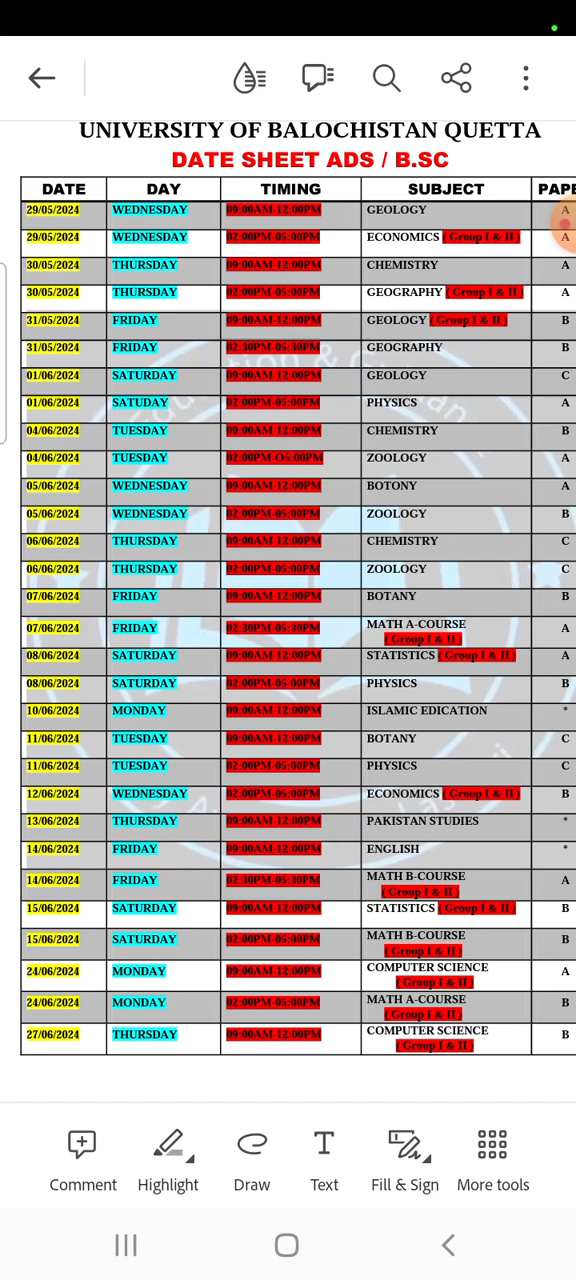 UNIVERSITY OF BALOCHISTAN QUETTA
DATE SHEET ADS / B.SC
DATE DAY TIMING SUBJECT PAPE
29/05/2024 WEDNESDAY 09:00AM-12:00PM GEOLOGY A
29/05/2024 WEDNESDAY 02:00PM-05:00PM ECONOMICS ( Group I & II ) A
30/05/2024 THURSDAY 09:00AM-12:00PM CHEMISTRY A
30/05/2024 THURSDAY 02:00PM-05:00PM GEOGRAPHY ( Group I & II ) A
31/05/2024 FRIDAY 09:00AM-12:00PM GEOLOGY ( Group I & II ) B
31/05/2024 FRIDAY 02:30PM-05:30PM GEOGRAPHY B
01/06/2024 SATURDAY 09:00AM-12:00PM GEOLOGY C
01/06/2024 SATUDAY 02:00PM-05:00PM PHYSICS A
04/06/2024 TUESDAY 09:00AM-12:00PM CHEMISTRY B
04/06/2024 TUESDAY 02:00PM-O5:00PM ZOOLOGY A
05/06/2024 WEDNESDAY 09:00AM-12:00PM BOTONY A
05/06/2024 WEDNESDAY 02:00PM-05:00PM ZOOLOGY B
06/06/2024 THURSDAY 09:00AM-12:00PM CHEMISTRY C
06/06/2024 THURSDAY 02:00PM-05:00PM ZOOLOGY C
07/06/2024 FRIDAY 09:00AM-12:00PM BOTANY B
07/06/2024 FRIDAY 02:30PM-05:30PM MATH A-COURSE A
( Group I & II )
08/06/2024 SATURDAY 09:00AM-12:00PM STATISTICS ( Group I & II ) A
08/06/2024 SATURDAY 02:00PM-05:00PM PHYSICS B
10/06/2024 MONDAY 09:00AM-12:00PM ISLAMIC EDICATION *
11/06/2024 TUESDAY 09:00AM-12:00PM BOTANY C
11/06/2024 TUESDAY 02:00PM-05:00PM PHYSICS C
12/06/2024 WEDNESDAY 02:00PM-05:00PM ECONOMICS ( Group I & II ) B
13/06/2024 THURSDAY 09:00AM-12:00PM PAKISTAN STUDIES *
14/06/2024 FRIDAY 09:00AM-12:00PM ENGLISH *
14/06/2024 FRIDAY 02:30PM-05:30PM MATH B-COURSE A
( Group I & II )
15/06/2024 SATURDAY 09:00AM-12:00PM STATISTICS ( Group I & II ) B
15/06/2024 SATURDAY 02:00PM-05:00PM MATH B-COURSE B
( Group I & II )
24/06/2024 MONDAY 09:00AM-12:00PM COMPUTER SCIENCE A
( Group I & II )
24/06/2024 MONDAY 02:00PM-05:00PM MATH A-COURSE B
( Group I & II )
27/06/2024 THURSDAY 09:00AM-12:00PM COMPUTER SCIENCE B
( Group I & II )
Comment Highlight Draw Text Fill & Sign More tools